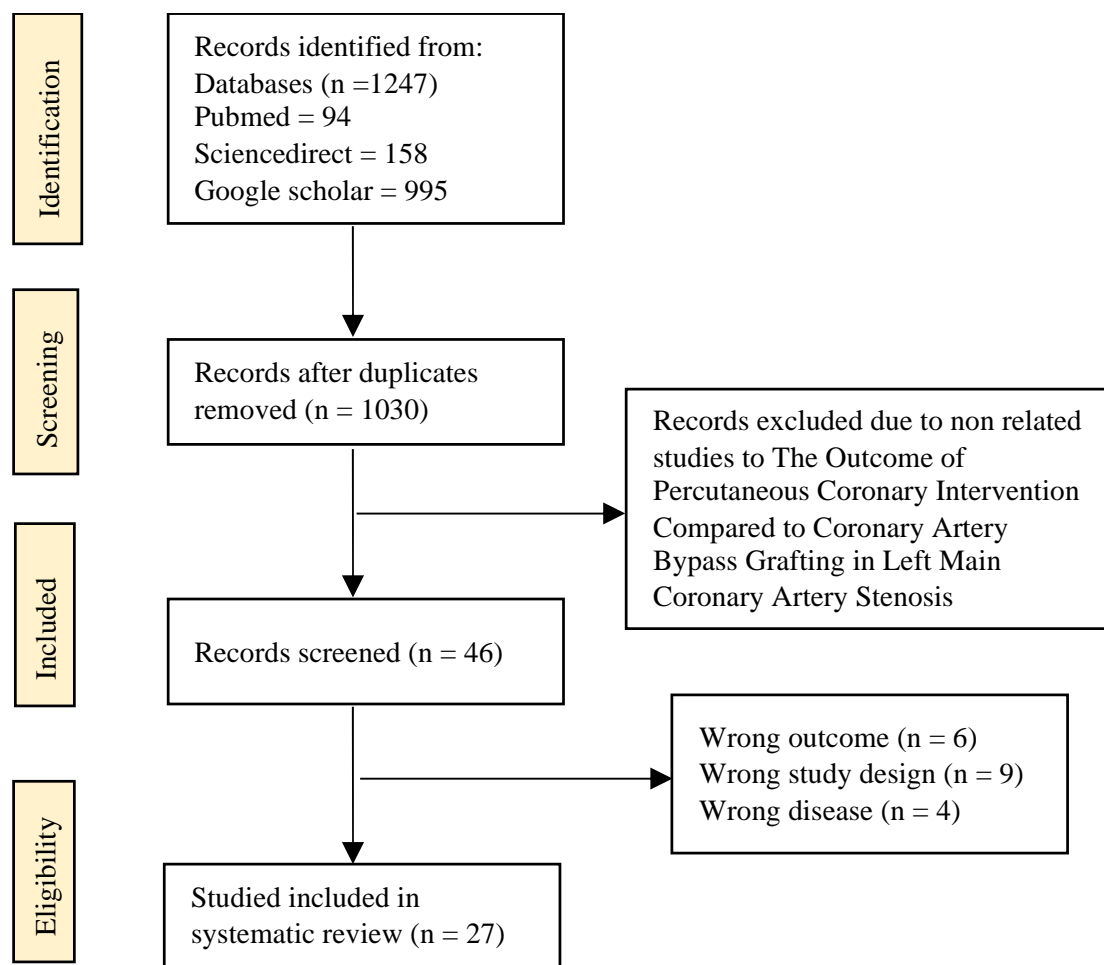 Identification
Records identified from:
Databases (n =1247)
Pubmed = 94
Sciencedirect = 158
Google scholar = 995
Screening
Records after duplicates
removed (n = 1030)
Records excluded due to non related
studies to The Outcome of
Percutaneous Coronary Intervention
Compared to Coronary Artery
Bypass Grafting in Left Main
Coronary Artery Stenosis
Included
Records screened (n = 46)
Wrong outcome (n = 6)
Wrong study design (n = 9)
Wrong disease (n = 4)
Eligibility
Studied included in
systematic review (n = 27)